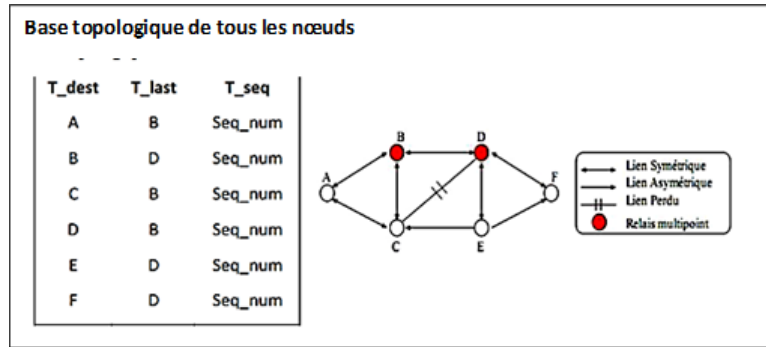 Base topologique de tous les nœuds
T_dest T_last T_seq
A B Seq_num
B D Seq_num
C B Seq_num
D B Seq_num
E D Seq_num
F D Seq_num
B D
A F
C E
Lien Symétrique
Lien Asymétrique
Lien Perdu
Relais multipoint